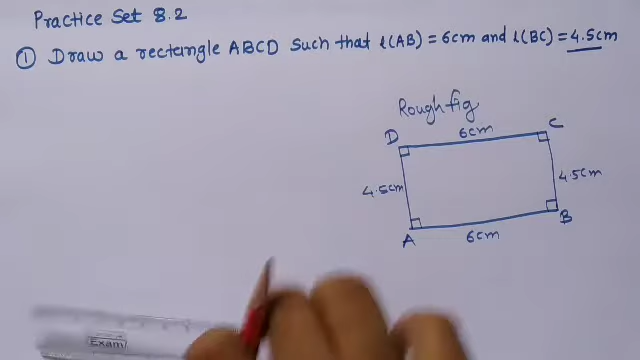 Practice Set 8.2
① Draw a rectangle ABCD Such that l(AB) = 6cm and l(BC) = 4.5cm
Rough fig
D 6cm C
4.5cm 4.5cm
A 6cm B
Exam